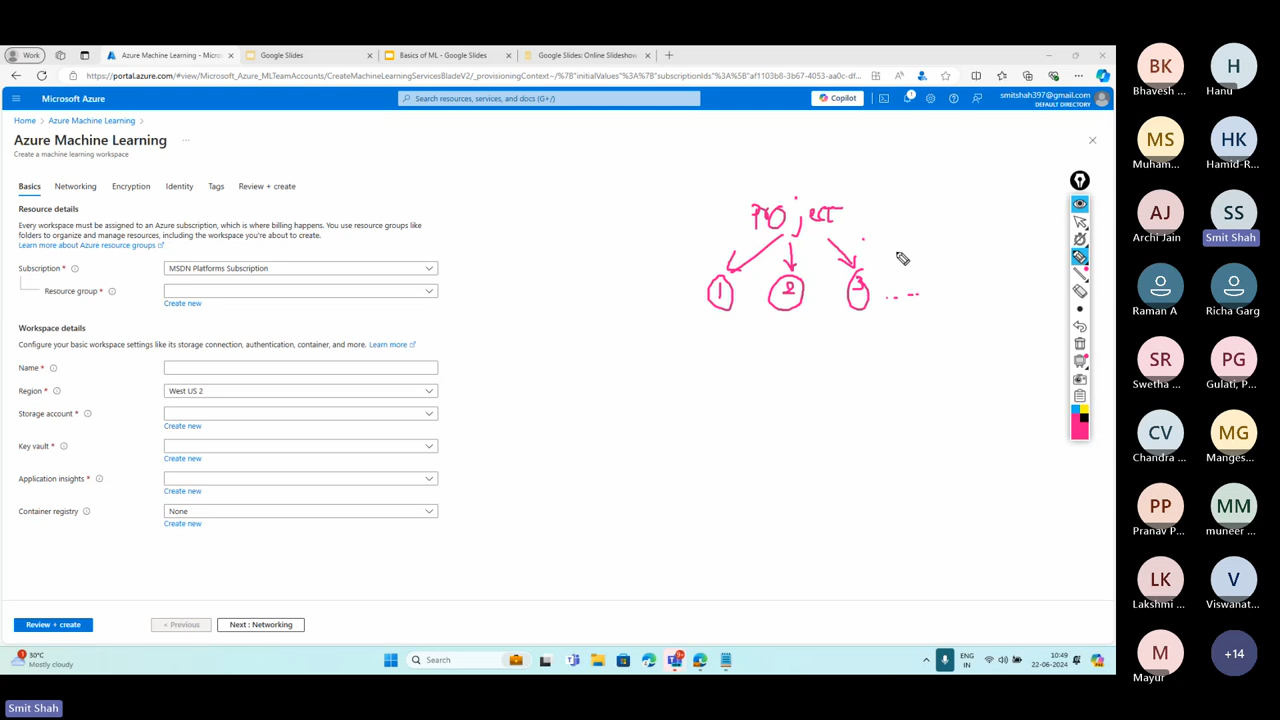 Work
Azure Machine Learning - Micro
Google Slides
Basics of ML - Google Slides
Google Slides: Online Slideshow
https://portal.azure.com/#view/Microsoft_MLTeamAccounts/CreateMachineLearningServicesBladeV2/_provisioningContext~/%7B"initialValues"%3A%7B"subscriptionIds"%3A%5B"af1103b8-3b67-4053-aa0c-df...
Microsoft Azure
Search resources, services, and docs (G+/)
Copilot
1
smitshah397@gmail.com
DEFAULT DIRECTORY
Home
Azure Machine Learning
Azure Machine Learning
...
Create a machine learning workspace
Basics
Networking
Encryption
Identity
Tags
Review + create
Resource details
Every workspace must be assigned to an Azure subscription, which is where billing happens. You use resource groups like
folders to organize and manage resources, including the workspace you're about to create.
Learn more about Azure resource groups
Subscription *
MSDN Platforms Subscription
Resource group *
Create new
Workspace details
Configure your basic workspace settings like its storage connection, authentication, container, and more. Learn more
Name *
Region *
West US 2
Storage account *
Create new
Key vault *
Create new
Application insights *
Create new
Container registry
None
Create new
Project
1 2 3 .. --
Review + create
< Previous
Next : Networking
1
30°C
Mostly cloudy
Search
ENG
IN
10:49
22-06-2024
BK
Bhavesh ...
H
Hanu
MS
Muham...
HK
Hamid-R...
AJ
Archi Jain
SS
Smit Shah
Raman A
Richa Garg
SR
Swetha ...
PG
Gulati, P...
CV
Chandra ...
MG
Manges...
PP
Pranav P...
MM
muneer ...
LK
Lakshmi ...
V
Viswanat...
M
Mayur
+14
Smit Shah